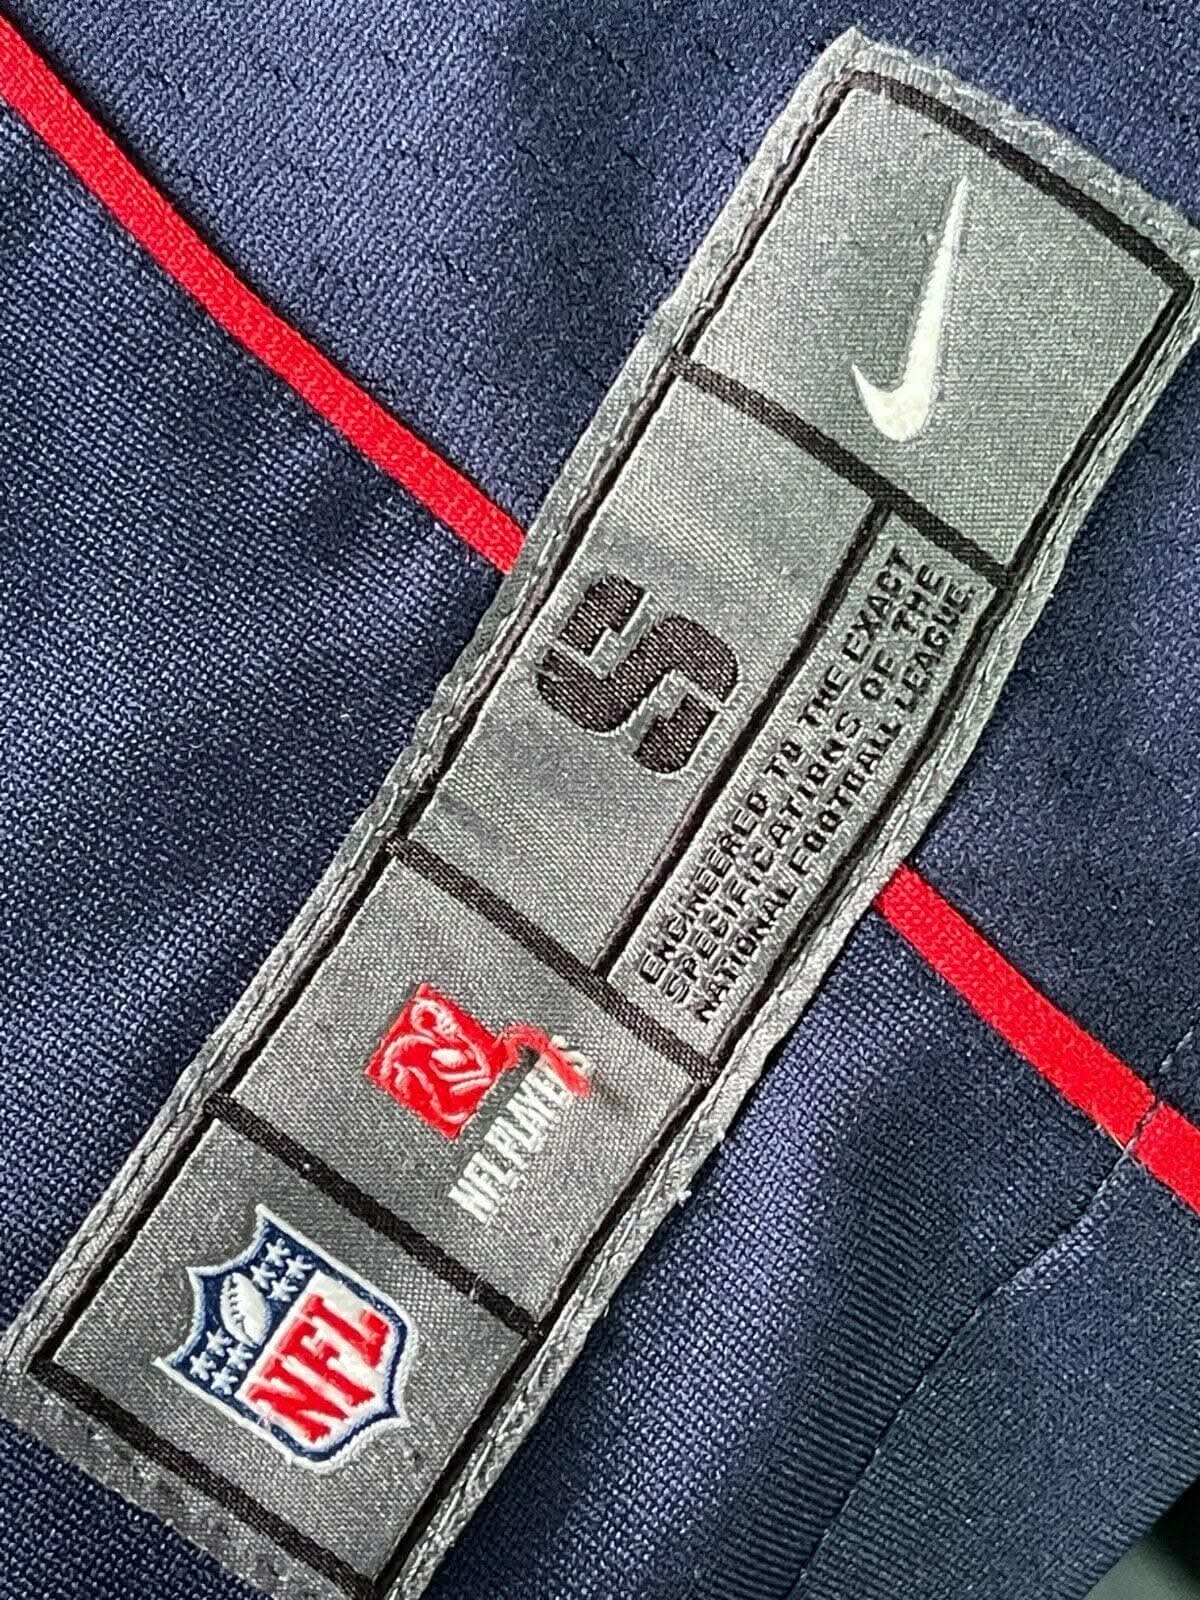 S
ENGINEERED TO THE EXACT
SPECIFICATIONS OF THE
NATIONAL FOOTBALL LEAGUE.
NFL PLAYERS
NFL